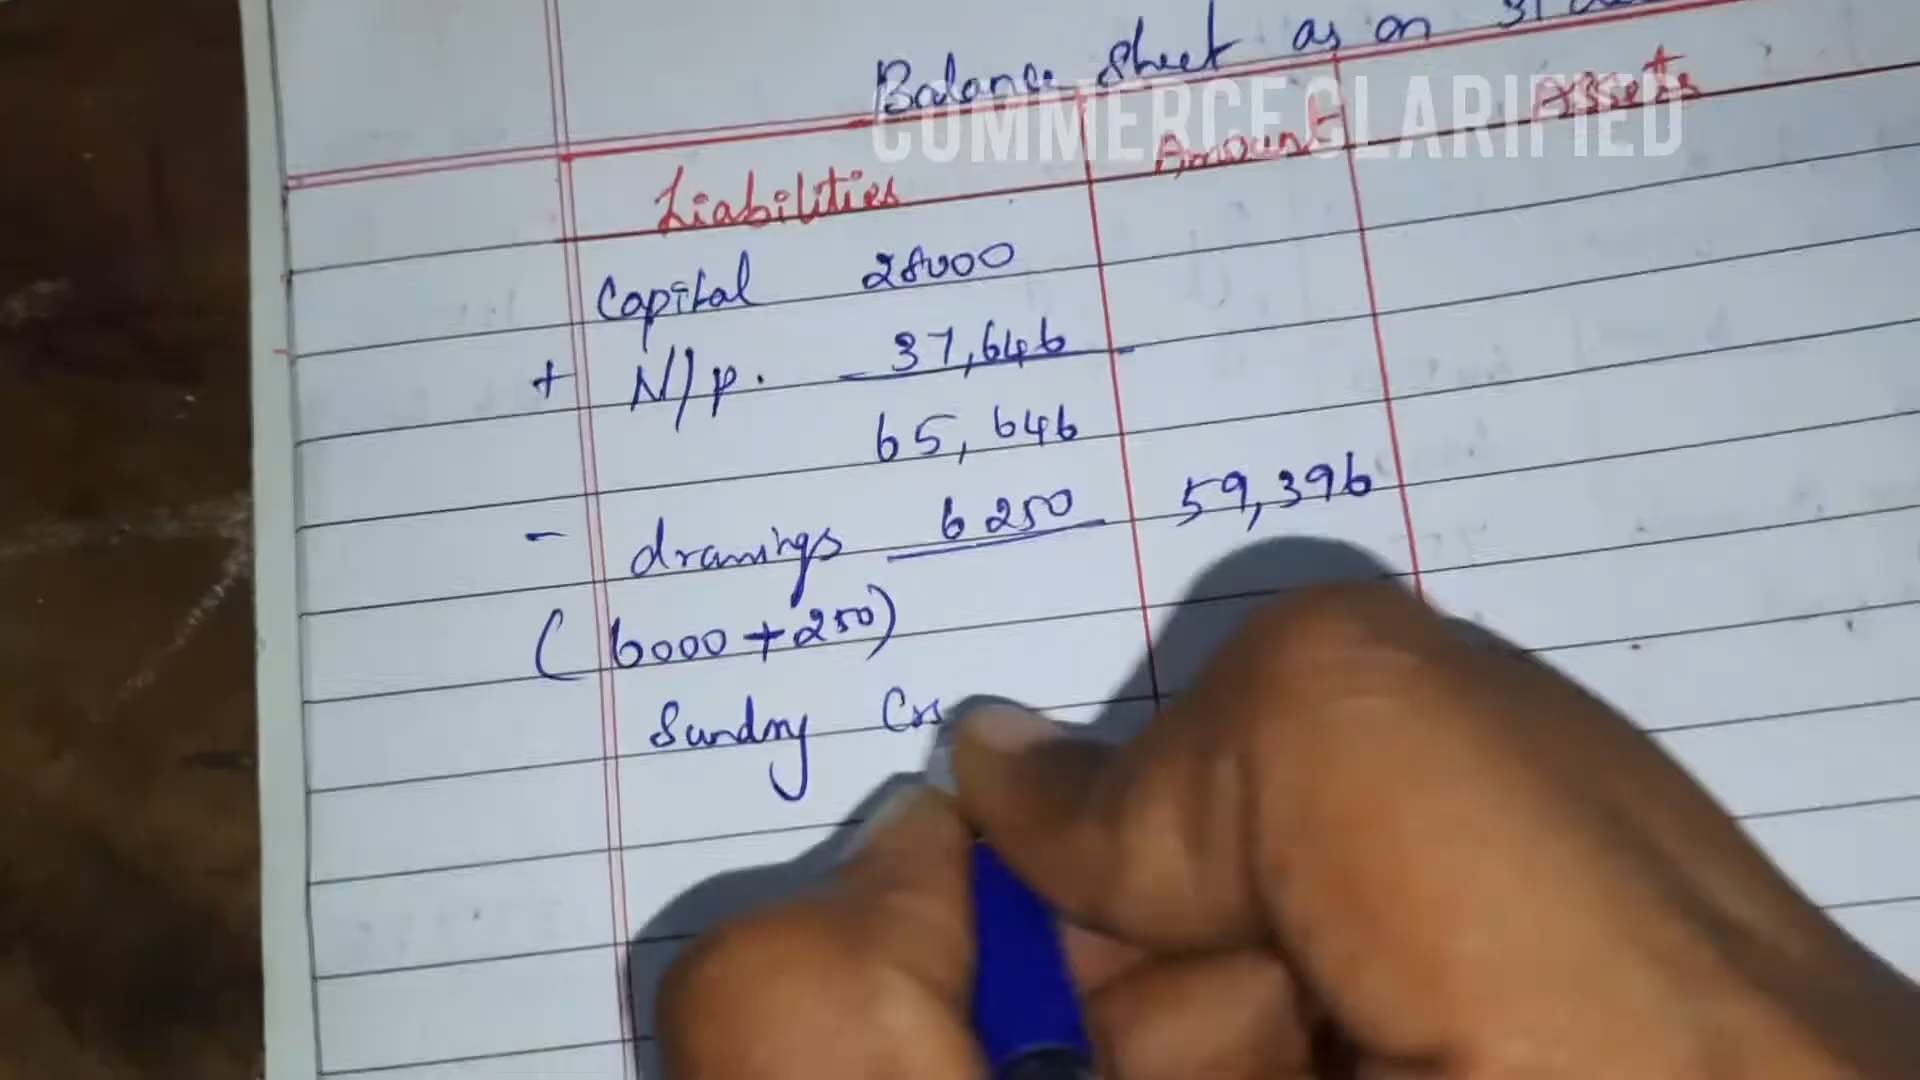 Balance Sheet as on 31
COMMERCE CLARIFIED
Liabilities Amount Assets
Capital 28000
+ N/p. 37,646
65,646
- drawings 6250 59,396
(6000+250)
Sundry Crs